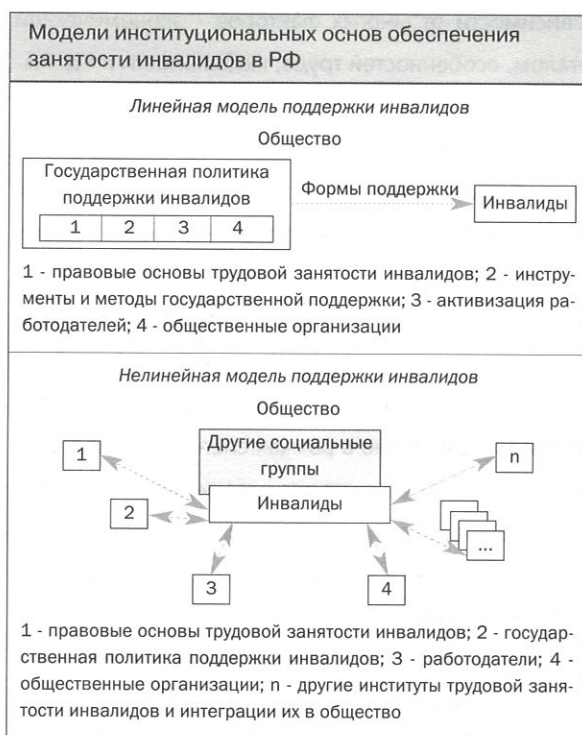 Модели институциональных основ обеспечения
занятости инвалидов в РФ
Линейная модель поддержки инвалидов
Общество
Государственная политика
поддержки инвалидов
1 2 3 4
Формы поддержки
Инвалиды
1 - правовые основы трудовой занятости инвалидов; 2 - инстру-
менты и методы государственной поддержки; 3 - активизация ра-
ботодателей; 4 - общественные организации
Нелинейная модель поддержки инвалидов
Общество
Другие социальные
группы
Инвалиды
1
2
3
4
...
n
1 - правовые основы трудовой занятости инвалидов; 2 - государ-
ственная политика поддержки инвалидов; 3 - работодатели; 4 -
общественные организации; n - другие институты трудовой заня-
тости инвалидов и интеграции их в общество